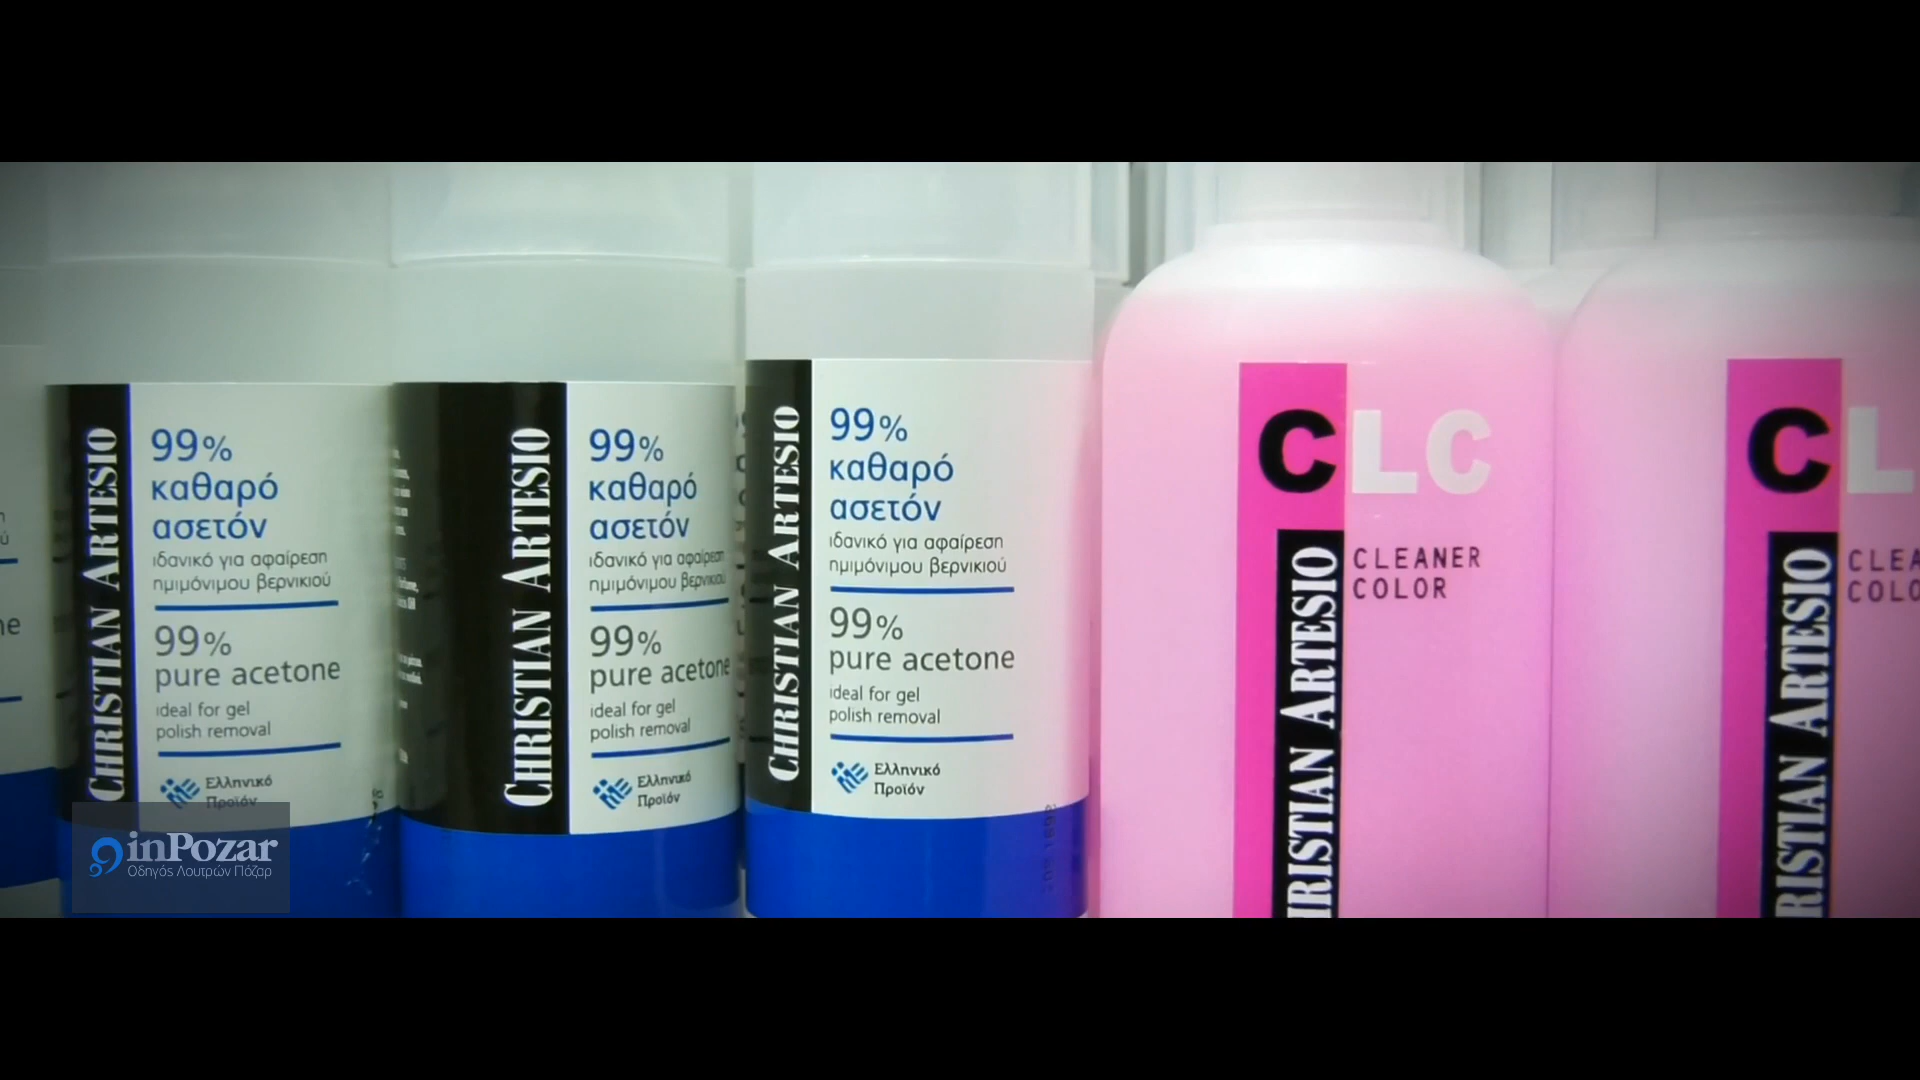 CHRISTIAN ARTESIO
99%
καθαρό
ασετόν
ιδανικό για αφαίρεση
ημιμόνιμου βερνικιού
99%
pure acetone
ideal for gel
polish removal
Ελληνικό
Προϊόν
CHRISTIAN ARTESIO
99%
καθαρό
ασετόν
ιδανικό για αφαίρεση
ημιμόνιμου βερνικιού
99%
pure acetone
ideal for gel
polish removal
Ελληνικό
Προϊόν
CHRISTIAN ARTESIO
99%
καθαρό
ασετόν
ιδανικό για αφαίρεση
ημιμόνιμου βερνικιού
99%
pure acetone
ideal for gel
polish removal
Ελληνικό
Προϊόν
CLC
CLEANER
COLOR
HRISTIAN ARTESIO
CL
CLEA
COLO
RISTIAN ARTESIO
inPozar
Οδηγός Λουτρών Πόζαρ